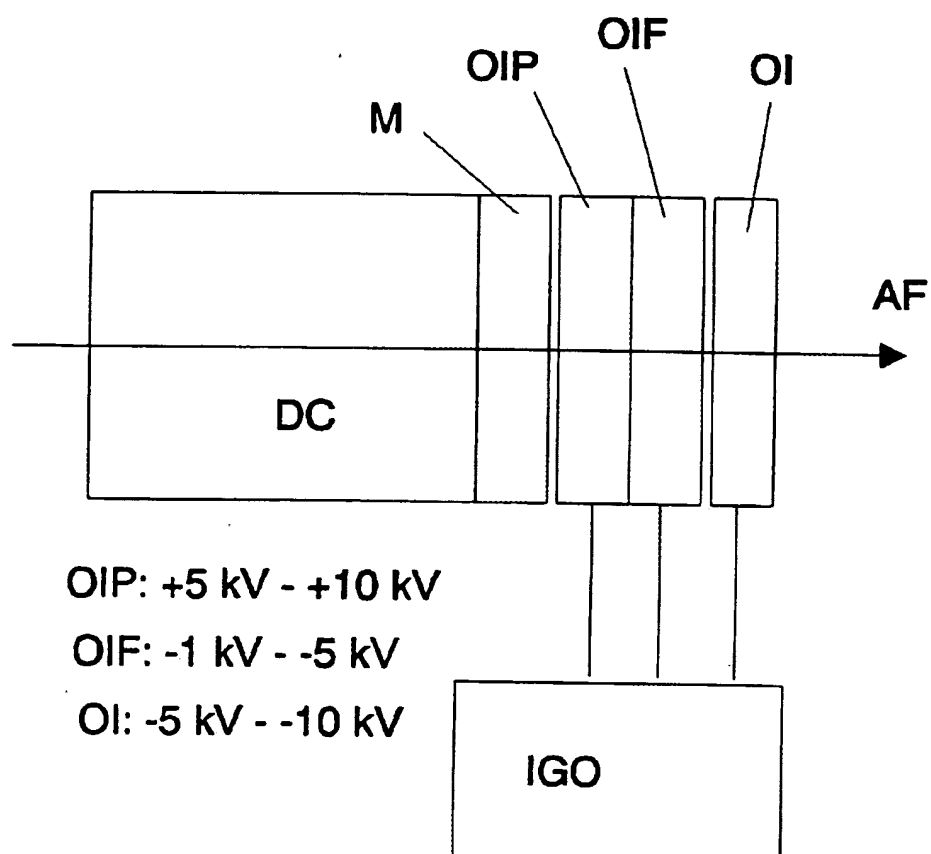 OIF
OIP
OI
M
AF
DC
OIP: +5 kV - +10 kV
OIF: -1 kV - -5 kV
OI: -5 kV - -10 kV
IGO